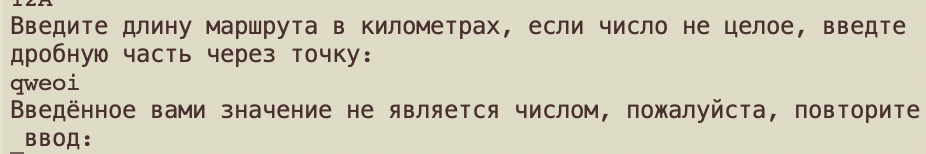 12А
Введите длину маршрута в километрах, если число не целое, введте
дробную часть через точку:
qweoi
Введённое вами значение не является числом, пожалуйста, повторите
ввод: